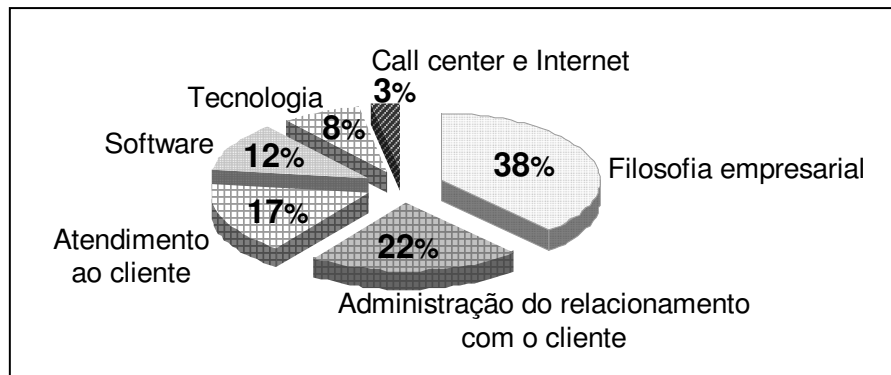 Call center e Internet
3%
Tecnologia
8%
Software
12%
38%
Filosofia empresarial
17%
Atendimento
ao cliente
22%
Administração do relacionamento
com o cliente